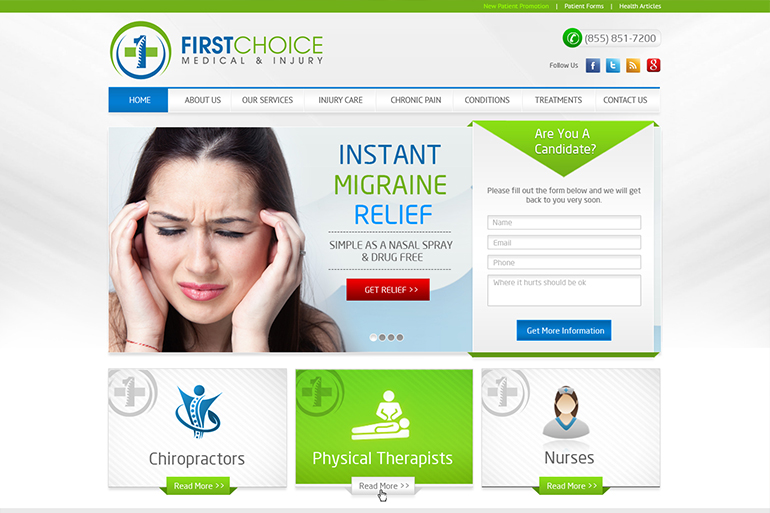 New Patient Promotion | Patient Forms | Health Articles
1
FIRSTCHOICE
MEDICAL & INJURY
(855) 851-7200
Follow Us
HOME ABOUT US OUR SERVICES INJURY CARE CHRONIC PAIN CONDITIONS TREATMENTS CONTACT US
INSTANT
MIGRAINE
RELIEF
SIMPLE AS A NASAL SPRAY
& DRUG FREE
GET RELIEF >>
Are You A
Candidate?
Please fill out the form below and we will get
back to you very soon.
Name
Email
Phone
Where it hurts should be ok
Get More Information
1
Chiropractors
Read More >>
1
Physical Therapists
Read More >>
1
Nurses
Read More >>